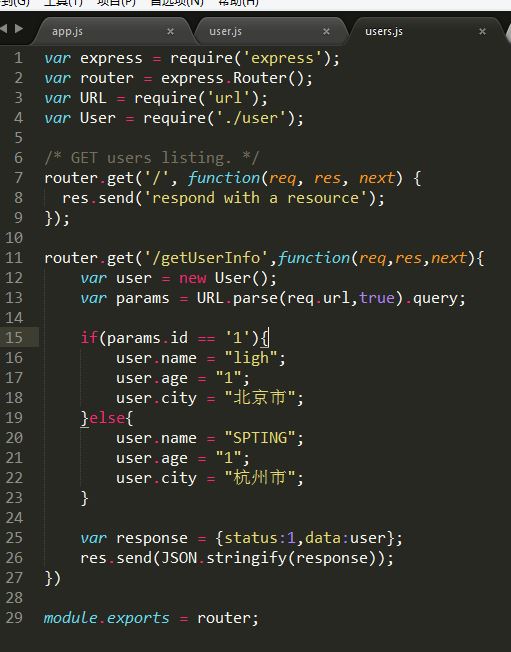 到(G) 工具(T) 项目(P) 首选项(N) 帮助(H)
app.js × user.js × users.js ×
1 var express = require('express');
2 var router = express.Router();
3 var URL = require('url');
4 var User = require('./user');
5
6 /* GET users listing. */
7 router.get('/', function(req, res, next) {
8   res.send('respond with a resource');
9 });
10
11 router.get('/getUserInfo',function(req,res,next){
12     var user = new User();
13     var params = URL.parse(req.url,true).query;
14
15     if(params.id == '1'){
16         user.name = "ligh";
17         user.age = "1";
18         user.city = "北京市";
19     }else{
20         user.name = "SPTING";
21         user.age = "1";
22         user.city = "杭州市";
23     }
24
25     var response = {status:1,data:user};
26     res.send(JSON.stringify(response));
27 })
28
29 module.exports = router;